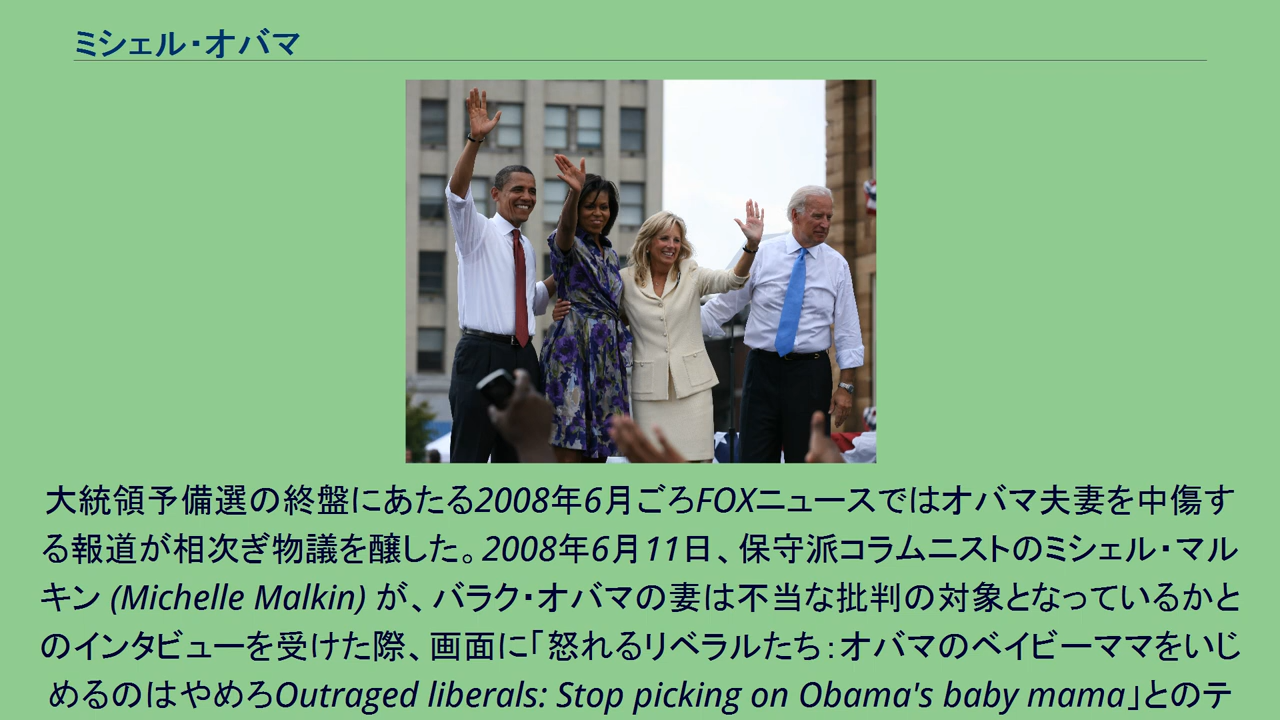 ミシェル・オバマ
大統領予備選の終盤にあたる2008年6月ごろFOXニュースではオバマ夫妻を中傷す
る報道が相次ぎ物議を醸した。2008年6月11日、保守派コラムニストのミシェル・マル
キン (Michelle Malkin) が、バラク・オバマの妻は不当な批判の対象となっているかと
のインタビューを受けた際、画面に「怒れるリベラルたち：オバマのベイビーママをいじ
めるのはやめろOutraged liberals: Stop picking on Obama's baby mama」とのテ